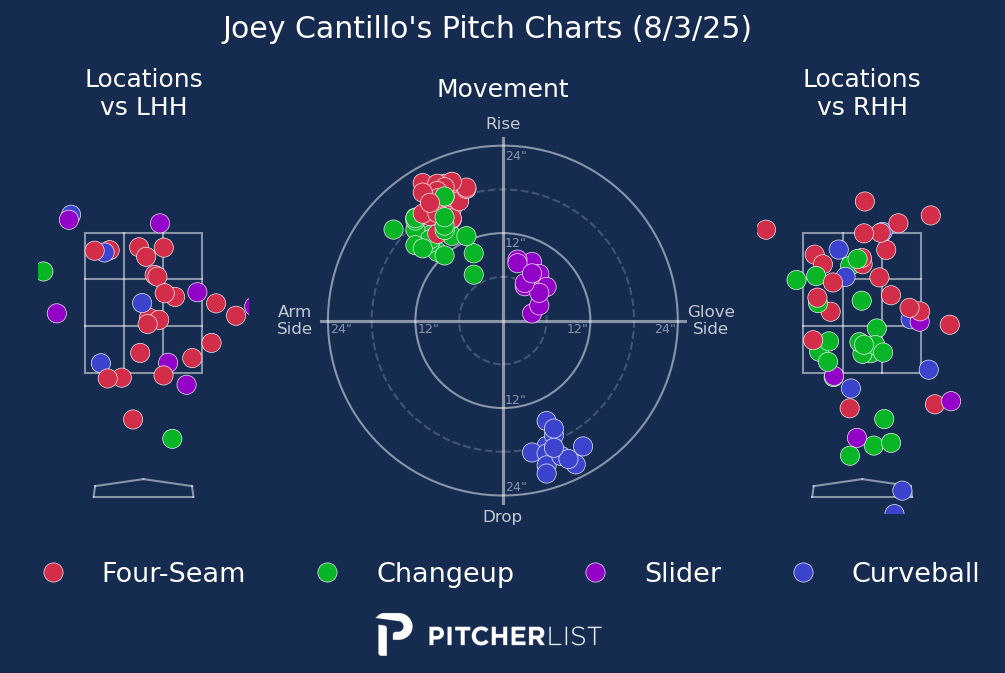 Joey Cantillo's Pitch Charts (8/3/25)
Locations
vs LHH
Movement
Locations
vs RHH
Rise
24"
12"
Arm
Side
24"
12"
12"
24"
Glove
Side
12"
24"
Drop
Four-Seam
Changeup
Slider
Curveball
PITCHERLIST